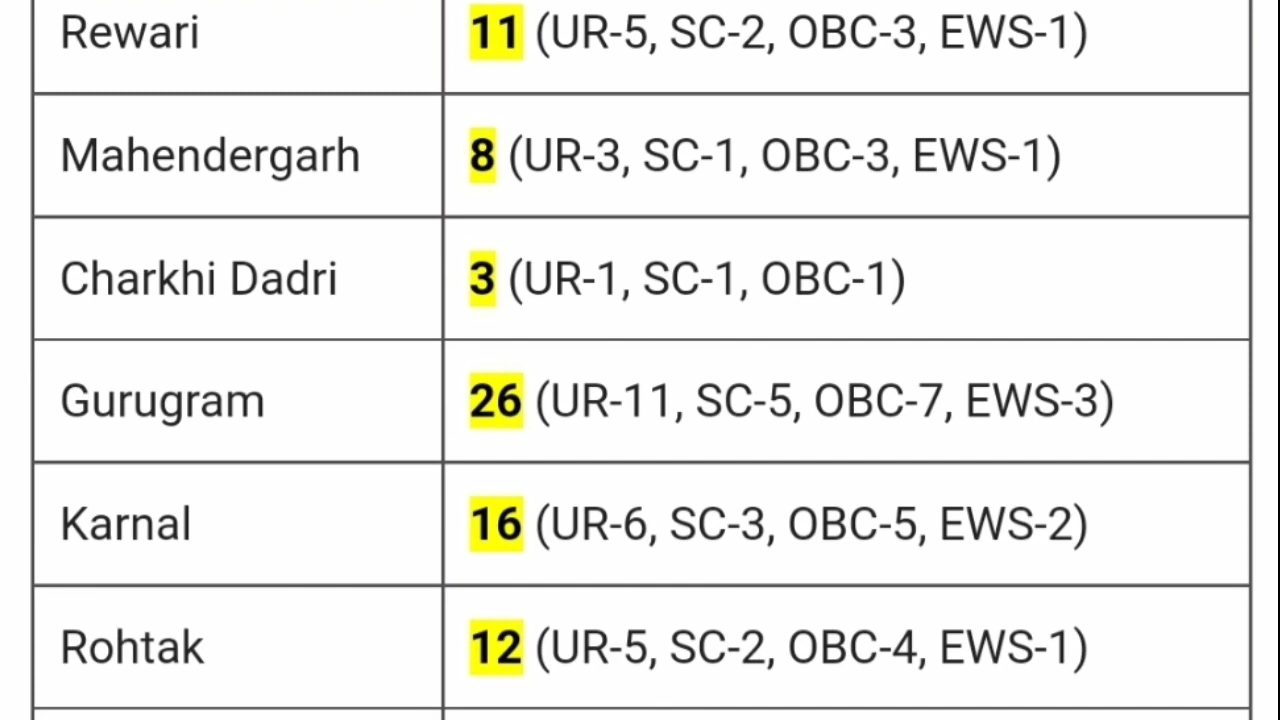 Rewari 11 (UR-5, SC-2, OBC-3, EWS-1)
Mahendergarh 8 (UR-3, SC-1, OBC-3, EWS-1)
Charkhi Dadri 3 (UR-1, SC-1, OBC-1)
Gurugram 26 (UR-11, SC-5, OBC-7, EWS-3)
Karnal 16 (UR-6, SC-3, OBC-5, EWS-2)
Rohtak 12 (UR-5, SC-2, OBC-4, EWS-1)